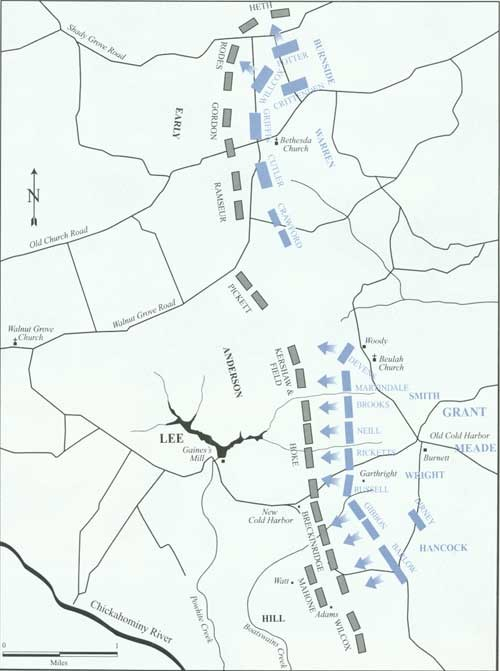 HETH
Shady Grove Road
RODES
POTTER
BURNSIDE
WILLCOX
CRITTENDEN
EARLY
GORDON
GRIFFIN
WARREN
Bethesda
Church
N
CUTLER
RAMSEUR
CRAWFORD
Old Church Road
PICKETT
Walnut Grove Road
Walnut Grove
Church
Woody
DEVENS
Beulah
Church
ANDERSON
KERSHAW &
FIELD
MARTINDALE
SMITH
BROOKS
GRANT
LEE
NEILL
Old Cold Harbor
MEADE
HOKE
Gaines's
Mill
RICKETTS
Burnett
Garthright
WRIGHT
RUSSELL
New
Cold Harbor
GIBBON
BIRNEY
BRECKINRIDGE
BARLOW
HANCOCK
Watt
MAHONE
Adams
HILL
WILCOX
Powhite Creek
Boatswains Creek
Chickahominy River
0
1
Miles